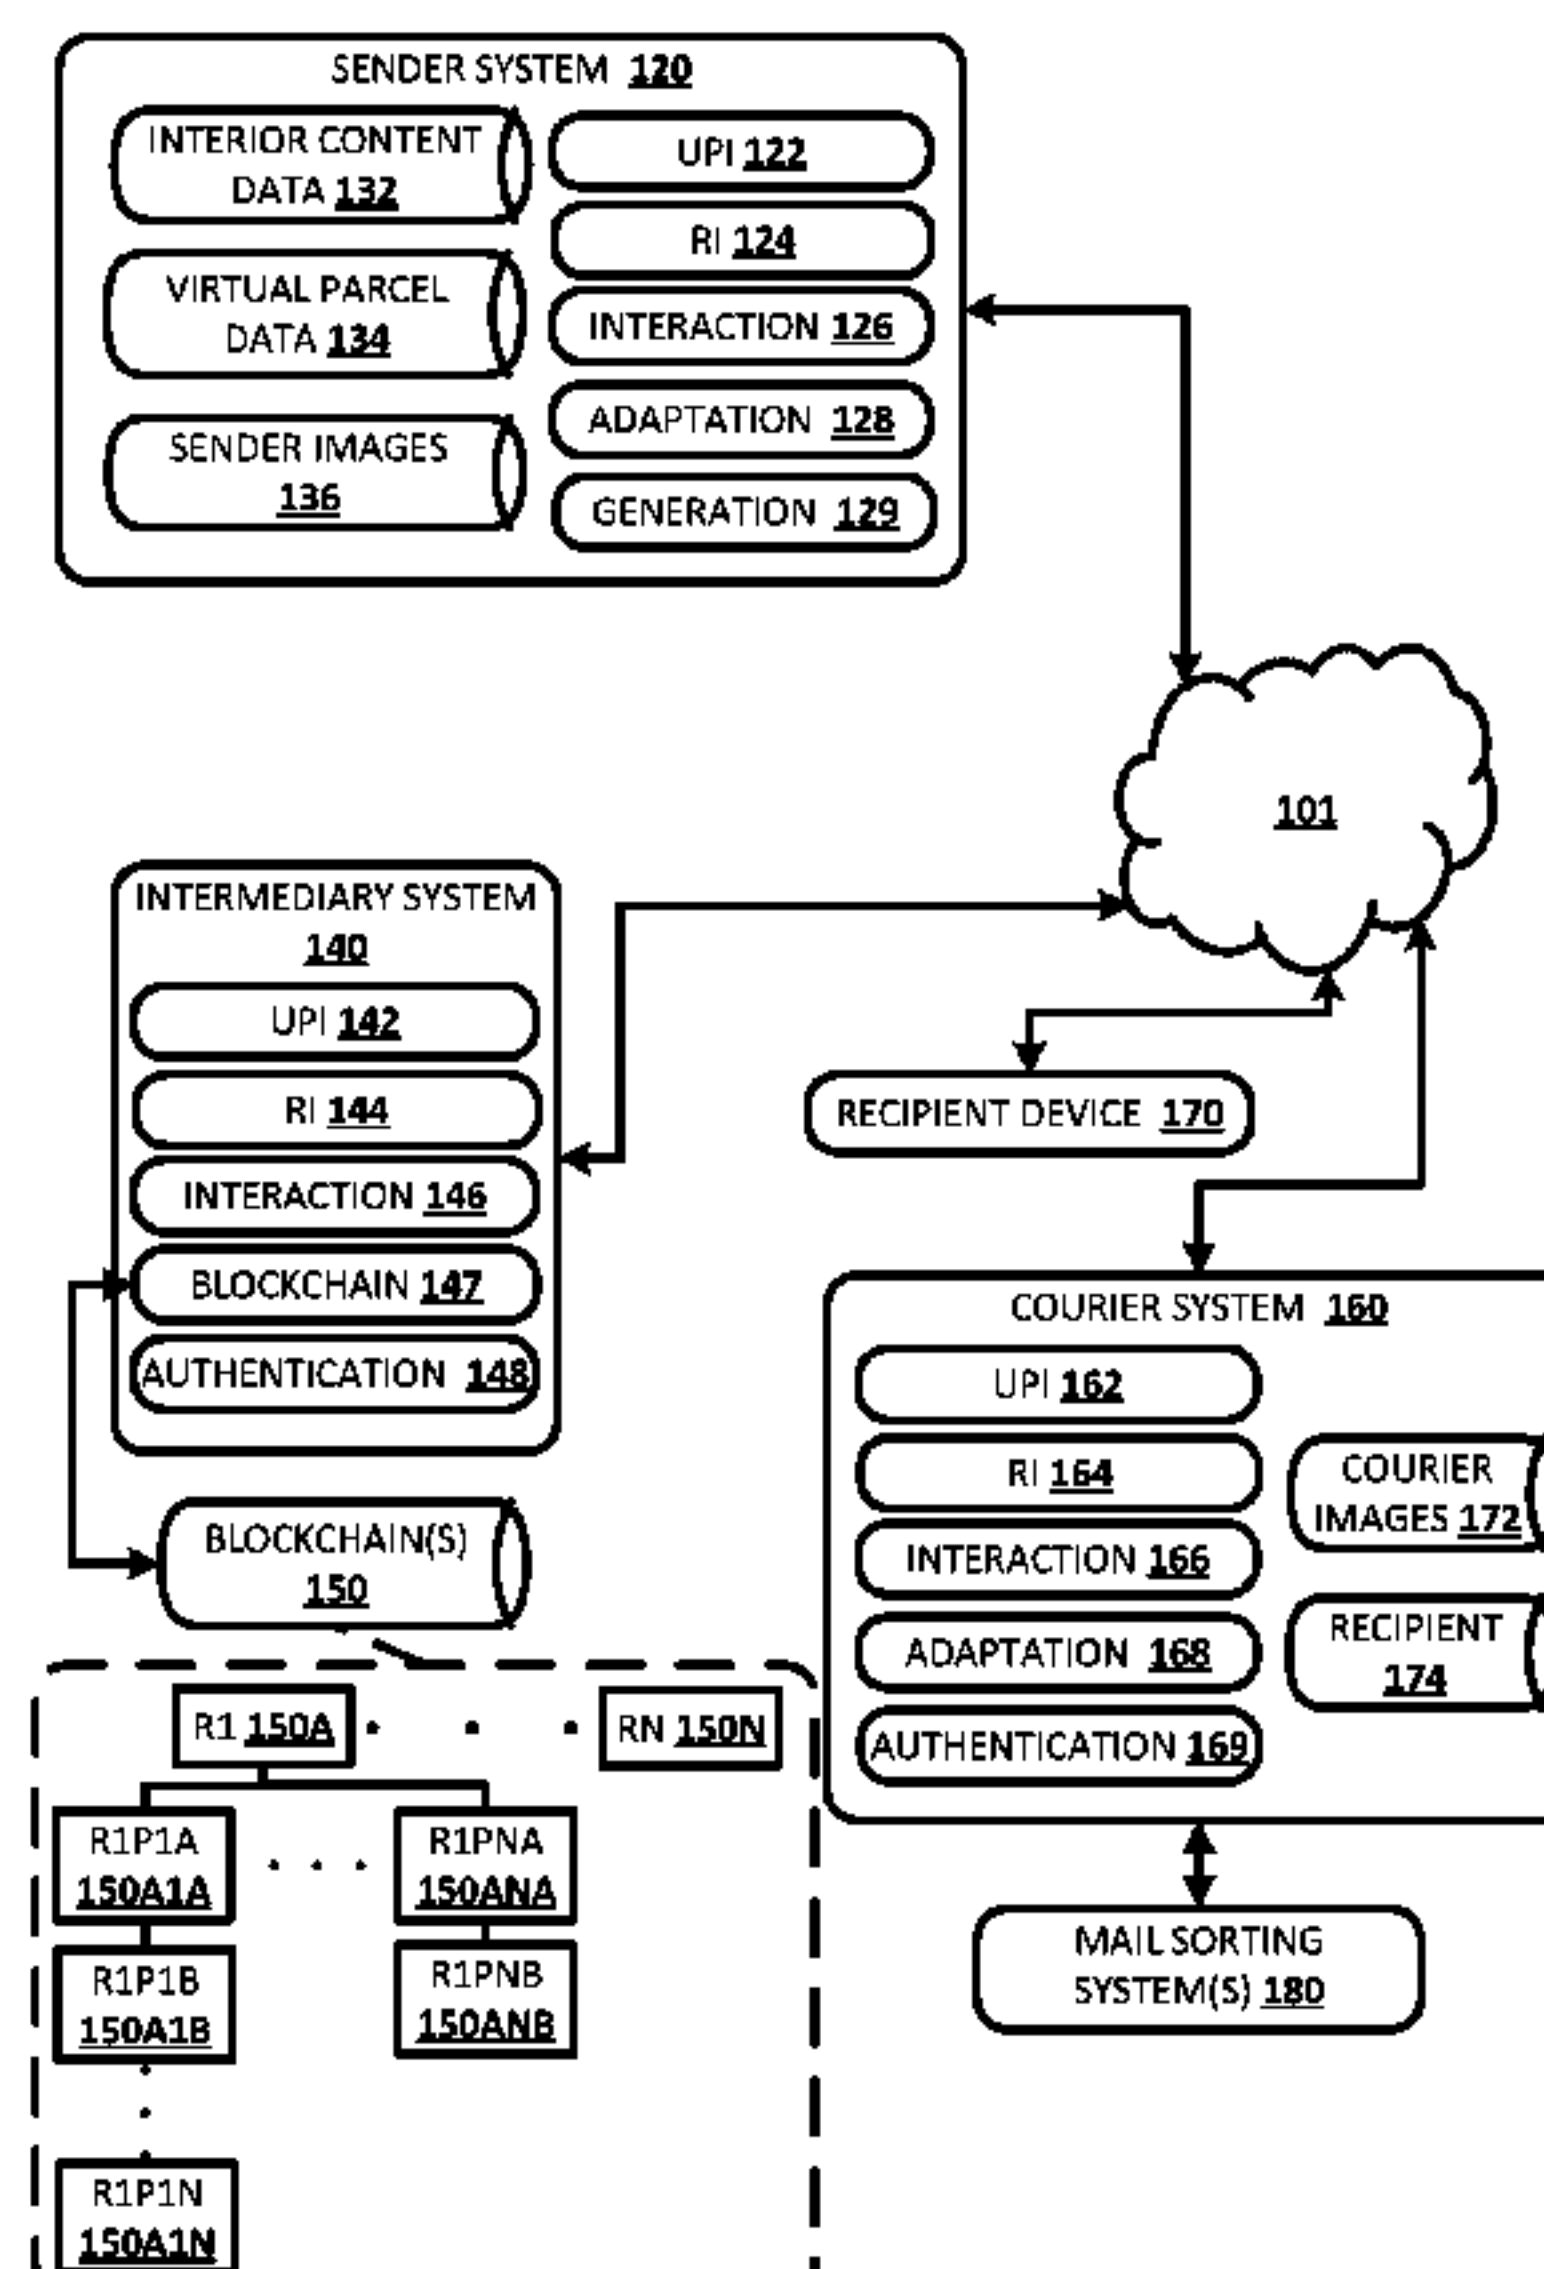 SENDER SYSTEM 120
INTERIOR CONTENT
DATA 132
VIRTUAL PARCEL
DATA 134
SENDER IMAGES
136
UPI 122
RI 124
INTERACTION 126
ADAPTATION 128
GENERATION 129
101
INTERMEDIARY SYSTEM
140
UPI 142
RI 144
INTERACTION 146
BLOCKCHAIN 147
AUTHENTICATION 148
RECIPIENT DEVICE 170
COURIER SYSTEM 160
UPI 162
RI 164
INTERACTION 166
ADAPTATION 168
AUTHENTICATION 169
COURIER
IMAGES 172
RECIPIENT
174
BLOCKCHAIN(S)
150
R1 150A
RN 150N
R1P1A
150A1A
R1PNA
150ANA
R1P1B
150A1B
R1PNB
150ANB
R1P1N
150A1N
MAIL SORTING
SYSTEM(S) 180